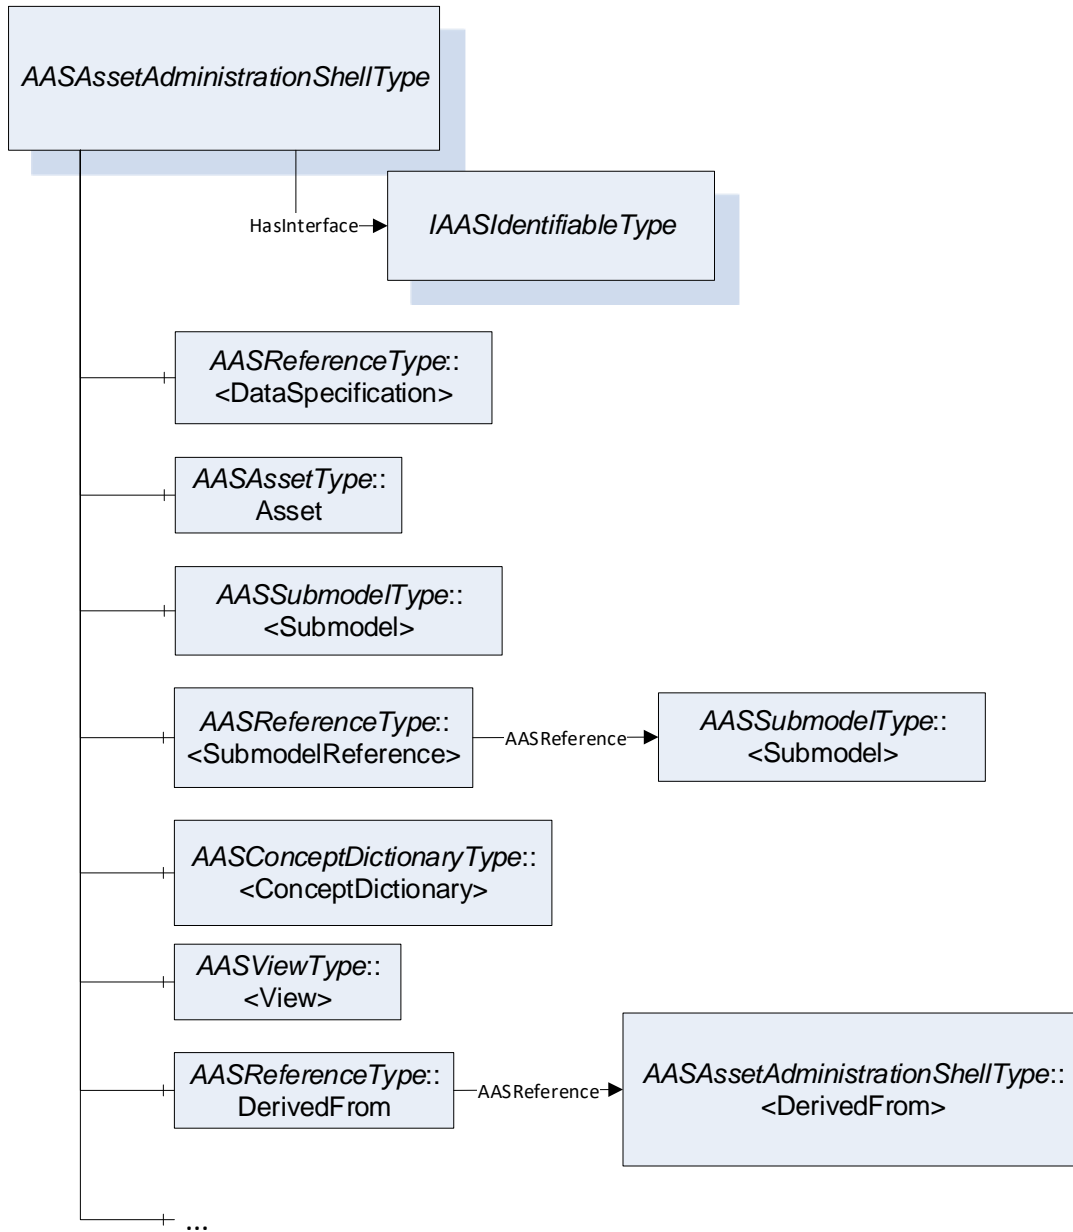 AASAssetAdministrationShellType
HasInterface
IAASIdentifiableType
AASReferenceType::
<DataSpecification>
AASAssetType::
Asset
AASSubmodelType::
<Submodel>
AASReferenceType::
<SubmodelReference>
AASReference
AASSubmodelType::
<Submodel>
AASConceptDictionaryType::
<ConceptDictionary>
AASViewType::
<View>
AASReferenceType::
DerivedFrom
AASReference
AASAssetAdministrationShellType::
<DerivedFrom>
...